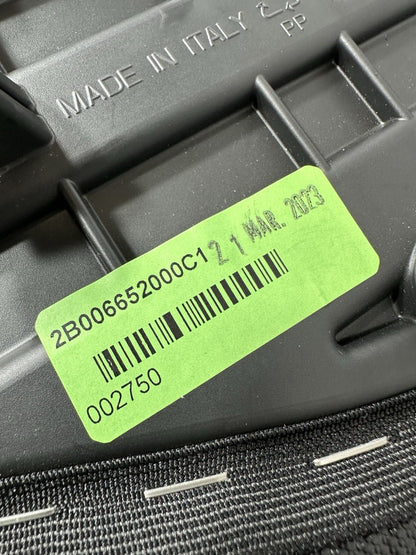 MADE IN ITALY
PP
2B006652000C1 21 MAR. 2023
002750